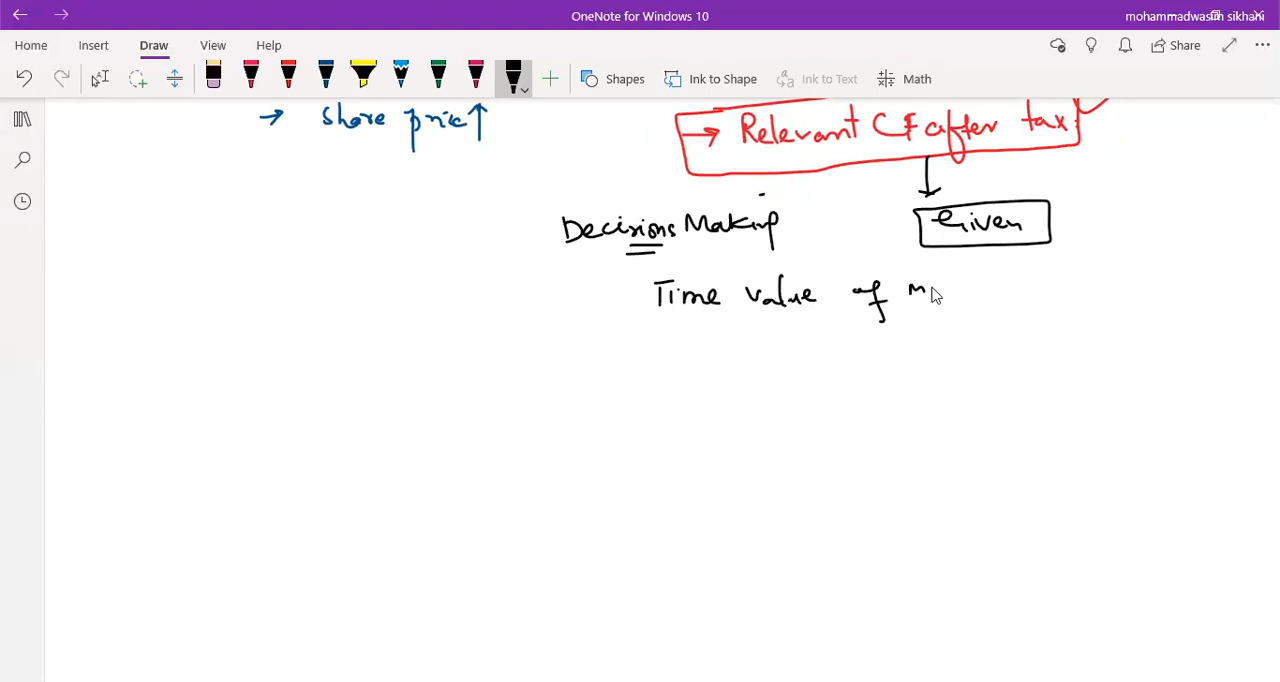 OneNote for Windows 10
mohammadwasim sikhani
Home Insert Draw View Help
Share
Shapes Ink to Shape Ink to Text Math
→ Share price↑
→ Relevant CF after tax
Given
Decisions Making
Time value of m